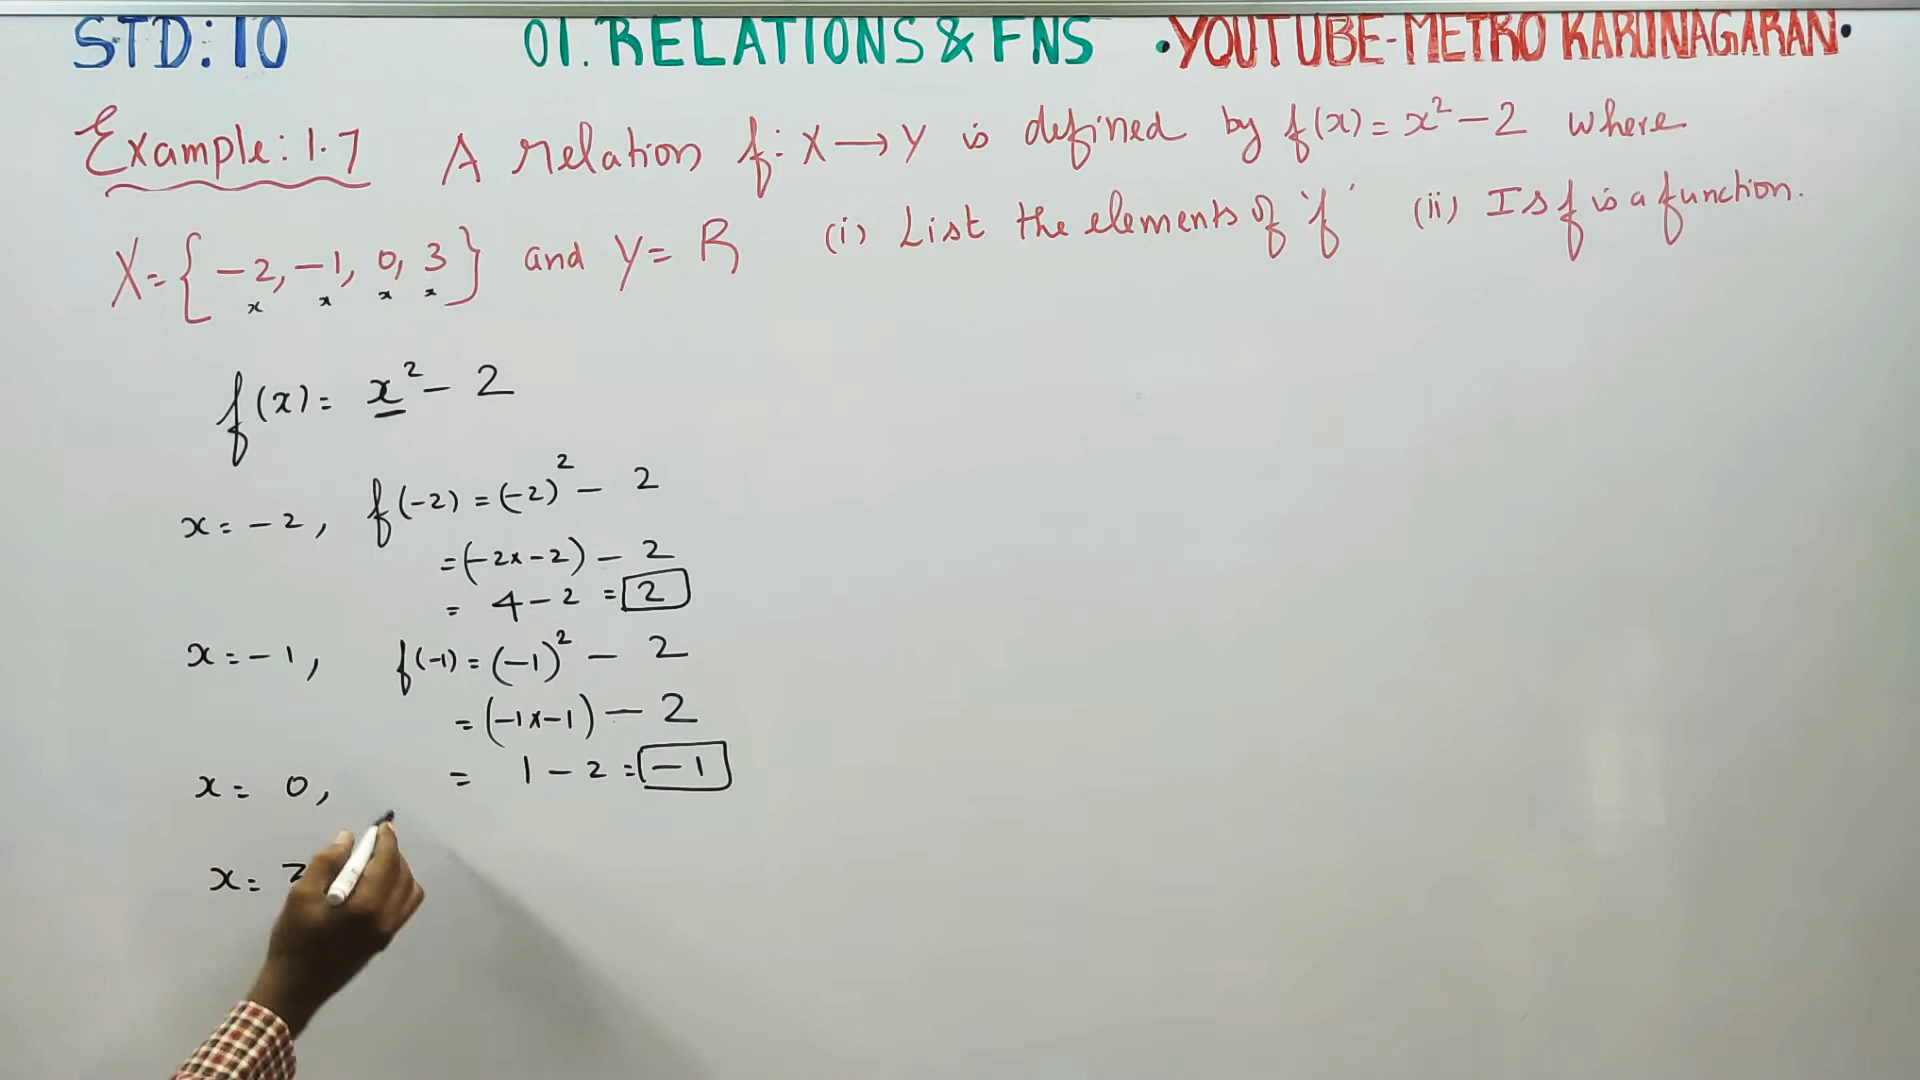 STD: 10 01. RELATIONS & FNS •YOUTUBE-METRO KARUNAGARAN•
Example: 1.7 A relation f: X → Y is defined by f(x) = x² - 2 where
X = { -2, -1, 0, 3 } and Y = R (i) List the elements of 'f' (ii) Is f is a function.
x x x x
f(x) = x² - 2
x = -2, f(-2) = (-2)² - 2
= (-2x-2) - 2
= 4 - 2 = 2
x = -1, f(-1) = (-1)² - 2
= (-1x-1) - 2
x = 0, = 1 - 2 = -1
x = 3